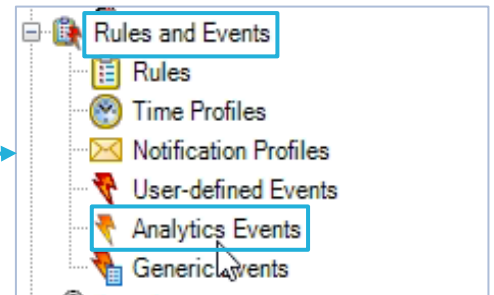 Rules and Events
Rules
Time Profiles
Notification Profiles
User-defined Events
Analytics Events
Generic Events